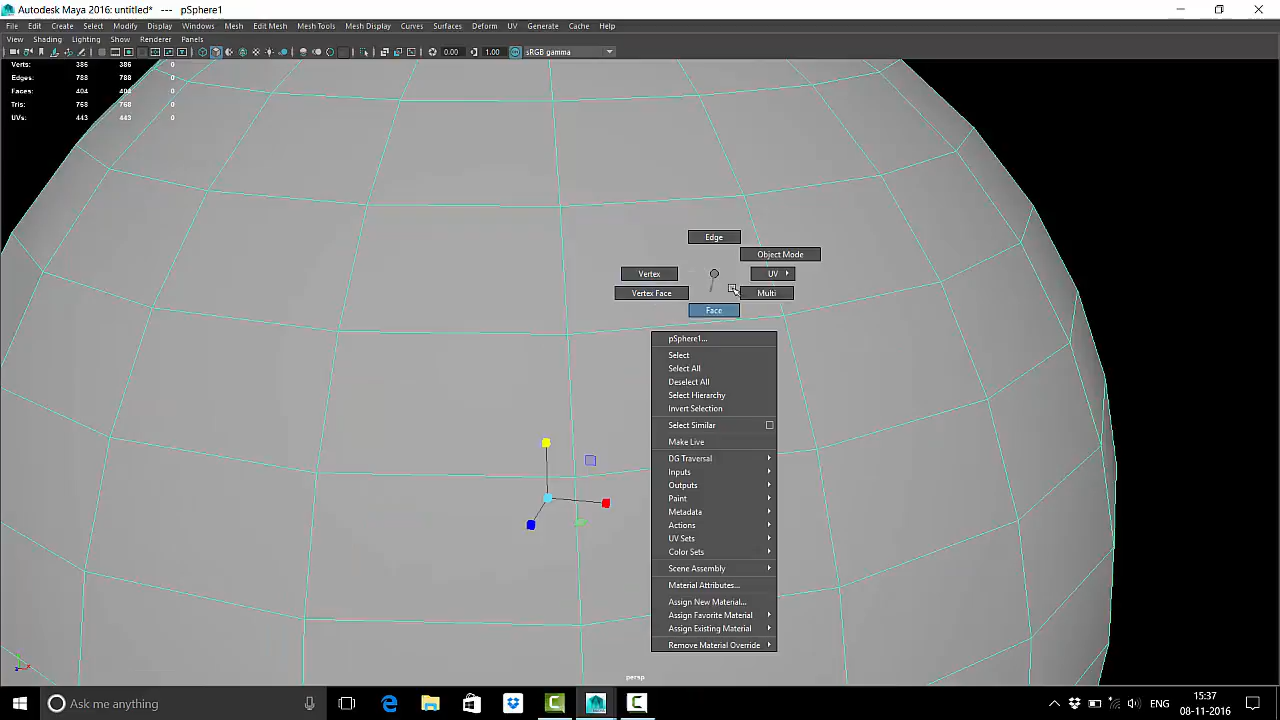 Autodesk Maya 2016: untitled*   ---   pSphere1
File Edit Create Select Modify Display Windows Mesh Edit Mesh Mesh Tools Mesh Display Curves Surfaces Deform UV Generate Cache Help
View Shading Lighting Show Renderer Panels
0.00 1.00 sRGB gamma
Verts: 386 386 0
Edges: 788 788 0
Faces: 404 404 0
Tris: 768 768 0
UVs: 443 443 0
Edge
Object Mode
Vertex UV
Vertex Face Multi
Face
pSphere1...
Select
Select All
Deselect All
Select Hierarchy
Invert Selection
Select Similar
Make Live
DG Traversal
Inputs
Outputs
Paint
Metadata
Actions
UV Sets
Color Sets
Scene Assembly
Material Attributes...
Assign New Material...
Assign Favorite Material
Assign Existing Material
Remove Material Override
persp
Ask me anything
ENG
15:37
08-11-2016